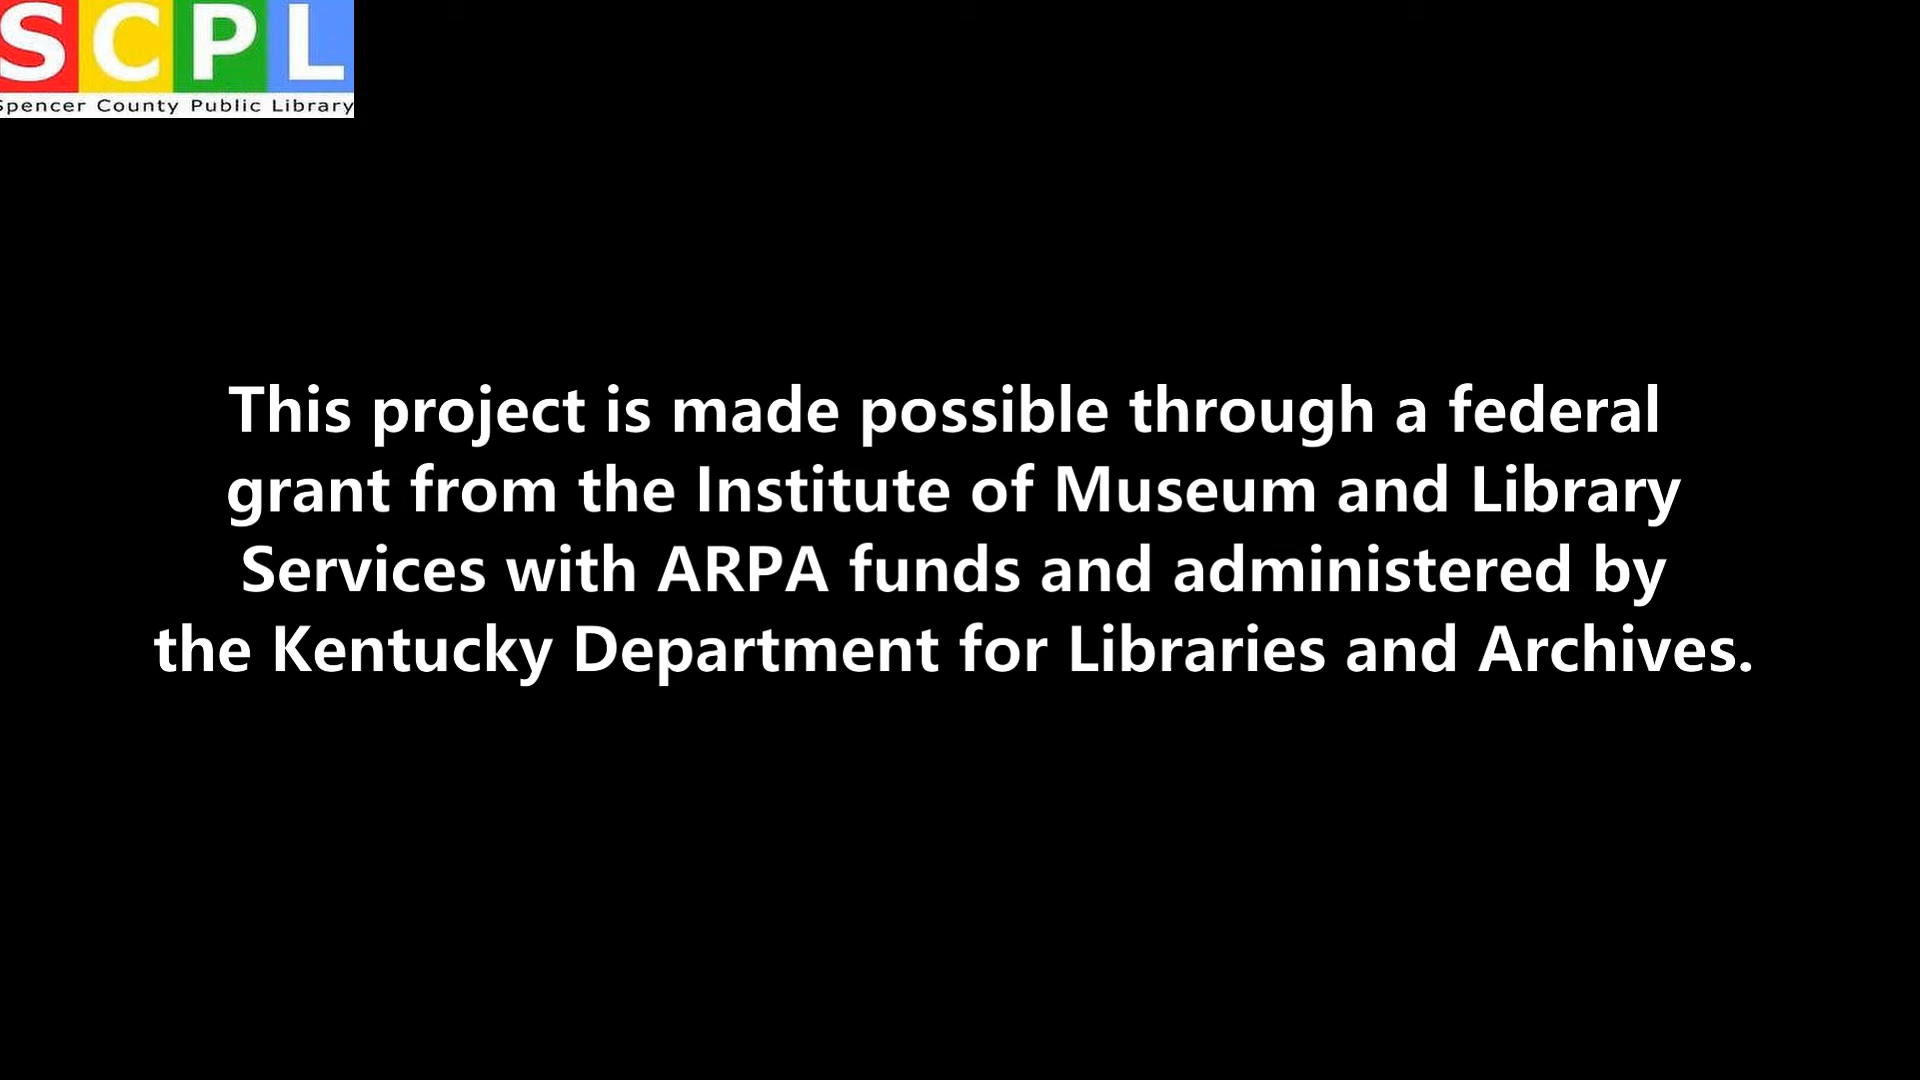 SCPL
Spencer County Public Library
This project is made possible through a federal
grant from the Institute of Museum and Library
Services with ARPA funds and administered by
the Kentucky Department for Libraries and Archives.